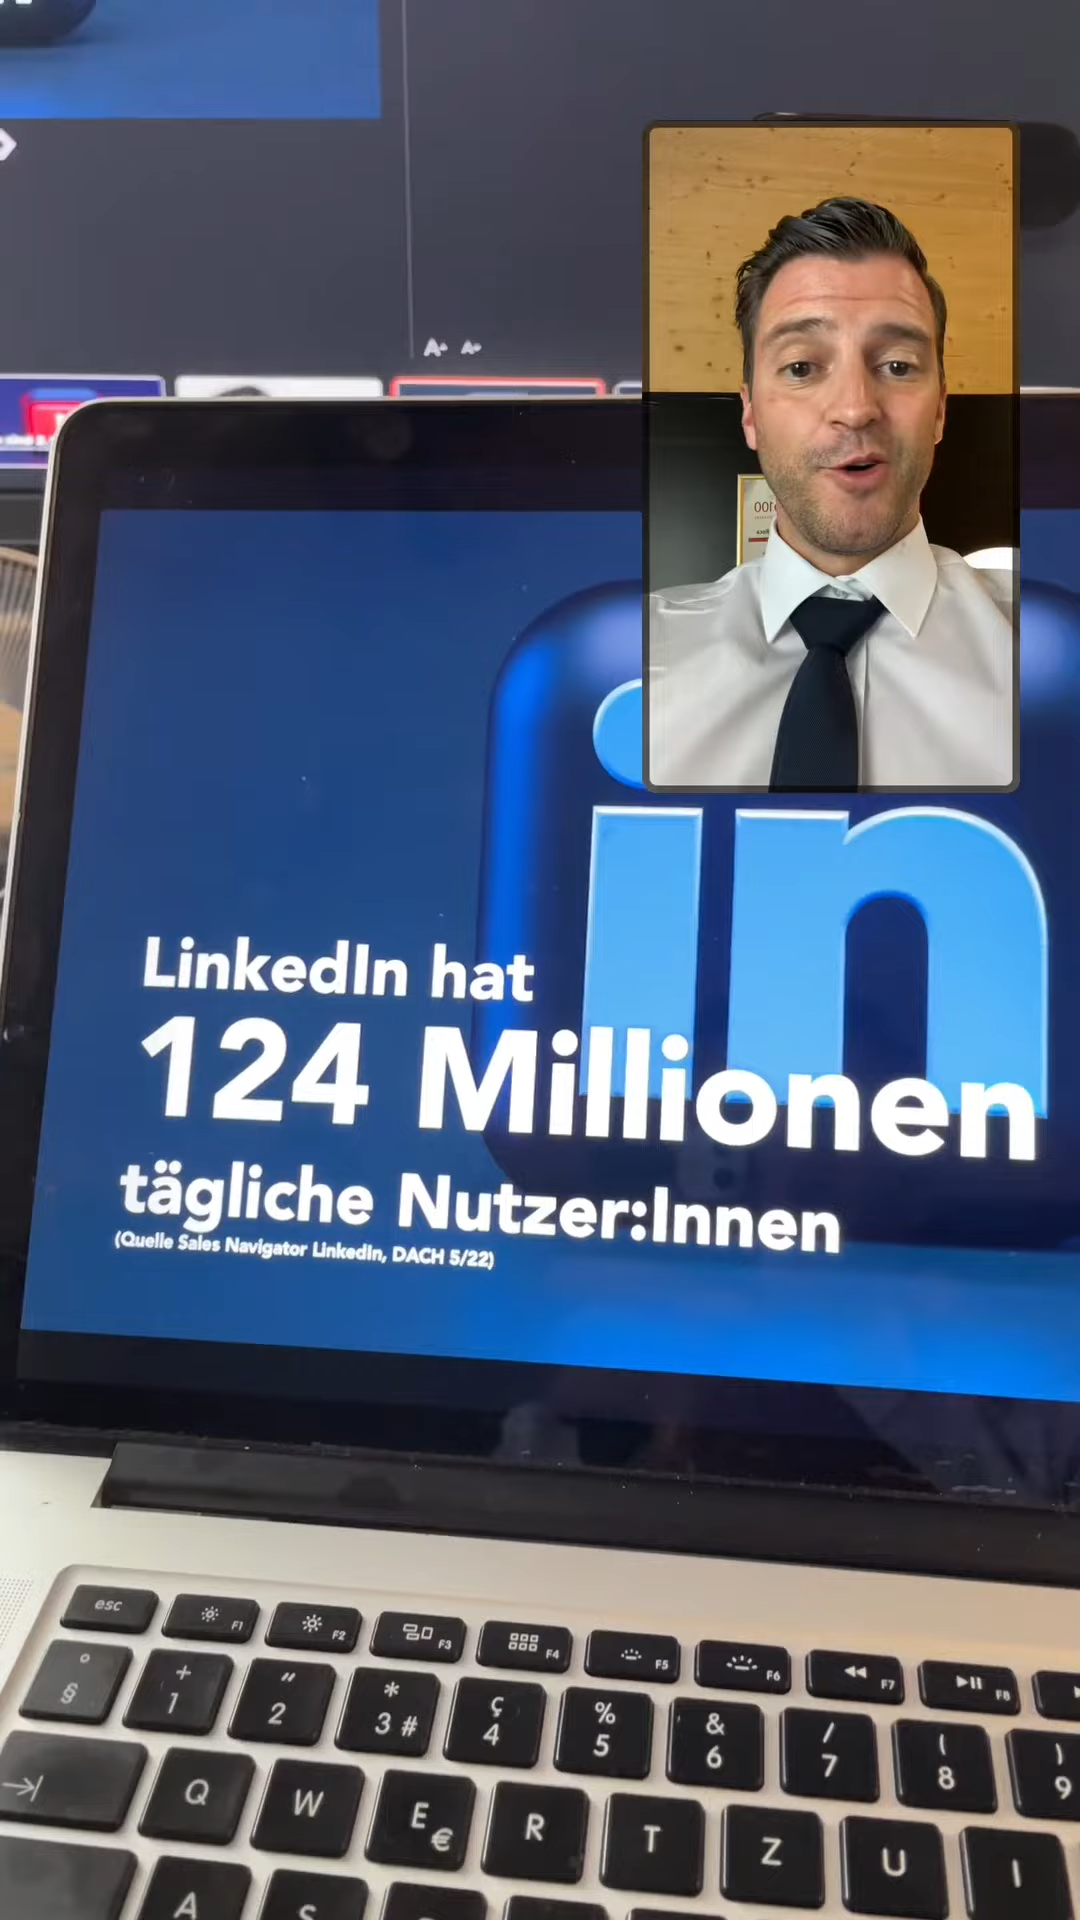 A+ A+
00
in
LinkedIn hat
124 Millionen
tägliche Nutzer:Innen
(Quelle Sales Navigator LinkedIn, DACH 5/22)
esc F1 F2 F3 F4 F5 F6 F7 F8
° § + 1 " 2 * 3 # ç 4 % 5 & 6 / 7 ( 8 ) 9
Q W E € R T Z U I
A S